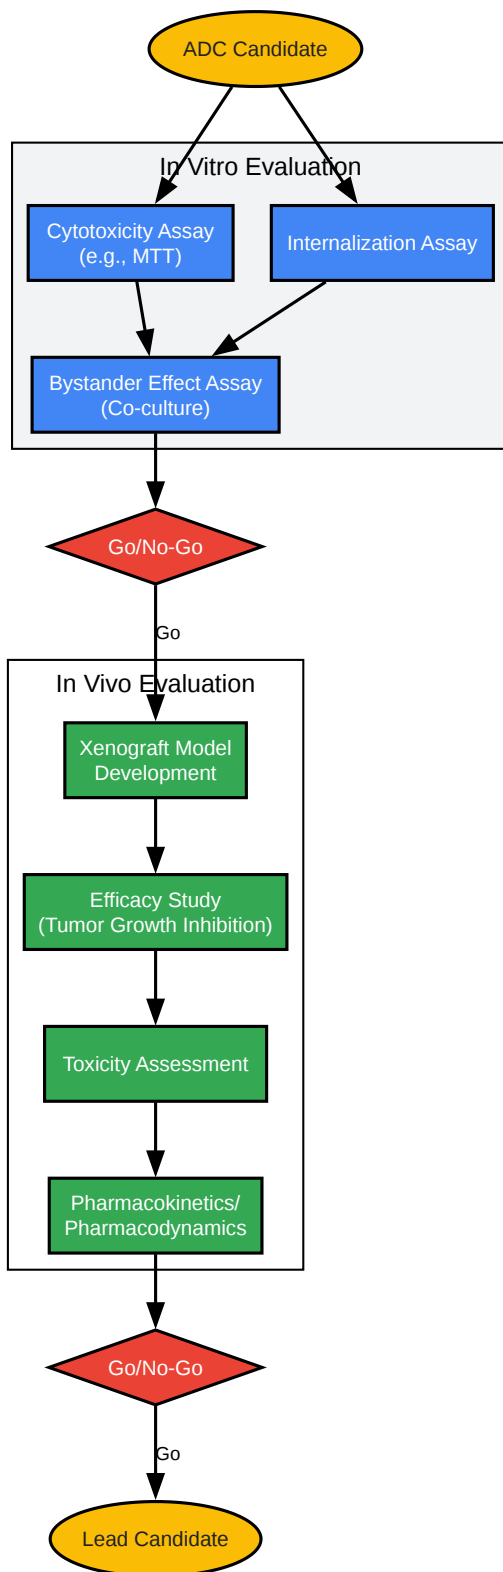 ADC Candidate
In Vitro Evaluation
Cytotoxicity Assay
(e.g., MTT)
Internalization Assay
Bystander Effect Assay
(Co-culture)
Go/No-Go
Go
In Vivo Evaluation
Xenograft Model
Development
Efficacy Study
(Tumor Growth Inhibition)
Toxicity Assessment
Pharmacokinetics/
Pharmacodynamics
Go/No-Go
Go
Lead Candidate